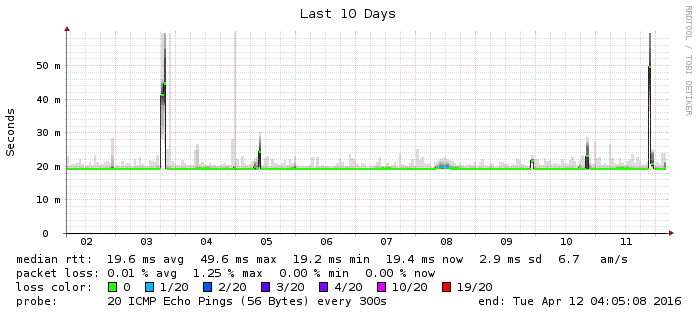 Last 10 Days
RRDTOOL / TOBI OETIKER
Seconds
50 m
40 m
30 m
20 m
10 m
0
02 03 04 05 06 07 08 09 10 11
median rtt: 19.6 ms avg 49.6 ms max 19.2 ms min 19.4 ms now 2.9 ms sd 6.7 am/s
packet loss: 0.01 % avg 1.25 % max 0.00 % min 0.00 % now
loss color: 0 1/20 2/20 3/20 4/20 10/20 19/20
probe: 20 ICMP Echo Pings (56 Bytes) every 300s end: Tue Apr 12 04:05:08 2016